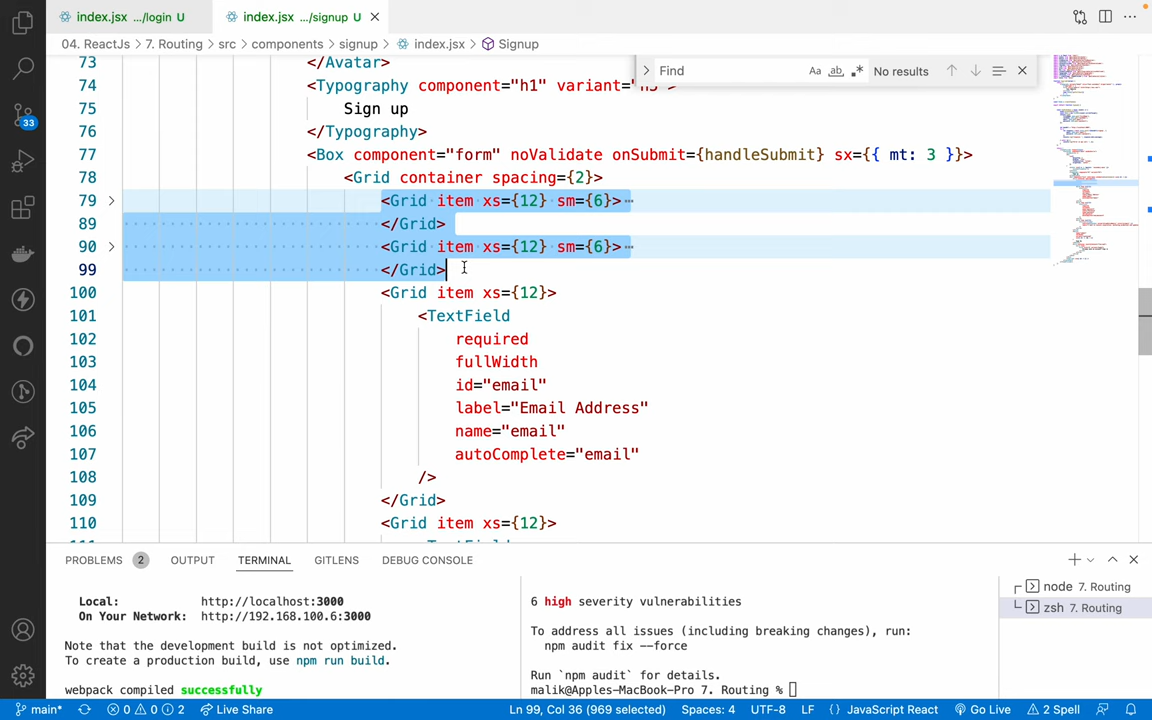 index.jsx .../login U
index.jsx .../signup U
04. ReactJs > 7. Routing > src > components > signup > index.jsx > Signup
Find
Aa ab .* No results
73 </Avatar>
74 <Typography component="h1" variant="h5">
75 Sign up
76 </Typography>
77 <Box component="form" noValidate onSubmit={handleSubmit} sx={{ mt: 3 }}>
78 <Grid container spacing={2}>
79 <Grid item xs={12} sm={6}>…
89 </Grid>
90 <Grid item xs={12} sm={6}>…
99 </Grid>
100 <Grid item xs={12}>
101 <TextField
102 required
103 fullWidth
104 id="email"
105 label="Email Address"
106 name="email"
107 autoComplete="email"
108 />
109 </Grid>
110 <Grid item xs={12}>
33
PROBLEMS 2 OUTPUT TERMINAL GITLENS DEBUG CONSOLE
Local: http://localhost:3000
On Your Network: http://192.168.100.6:3000
Note that the development build is not optimized.
To create a production build, use npm run build.
webpack compiled successfully
6 high severity vulnerabilities
To address all issues (including breaking changes), run:
npm audit fix --force
Run `npm audit` for details.
malik@Apples-MacBook-Pro 7. Routing %
node 7. Routing
zsh 7. Routing
main* 0 0 2 Live Share Ln 99, Col 36 (969 selected) Spaces: 4 UTF-8 LF {} JavaScript React Go Live 2 Spell